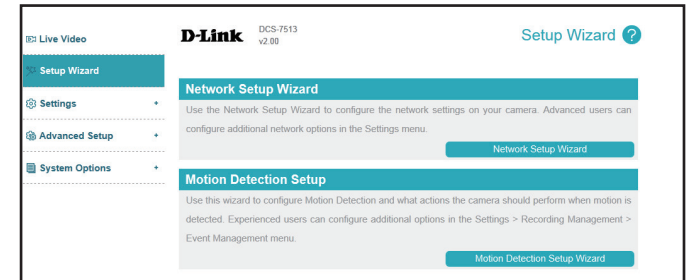 Live Video
Setup Wizard
Settings +
Advanced Setup +
System Options +
D-Link DCS-7513
v2.00
Setup Wizard ?
Network Setup Wizard
Use the Network Setup Wizard to configure the network settings on your camera. Advanced users can
configure additional network options in the Settings menu.
Network Setup Wizard
Motion Detection Setup
Use this wizard to configure Motion Detection and what actions the camera should perform when motion is
detected. Experienced users can configure additional options in the Settings > Recording Management >
Event Management menu.
Motion Detection Setup Wizard